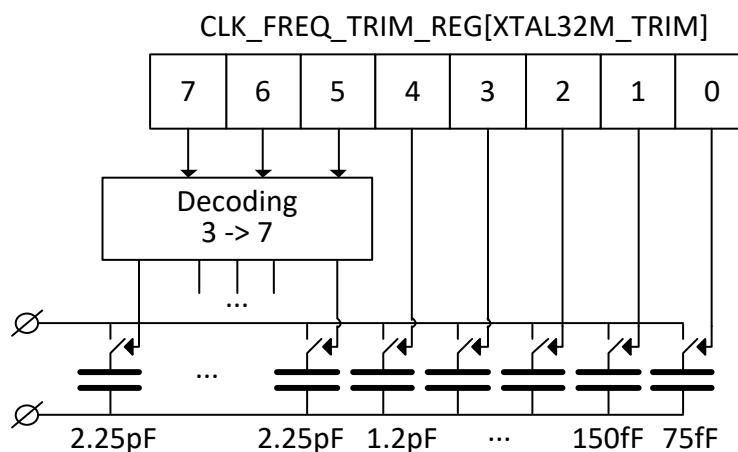 CLK_FREQ_TRIM_REG[XTAL32M_TRIM]
7 6 5 4 3 2 1 0
Decoding
3 -> 7
...
...
2.25pF 2.25pF 1.2pF ... 150fF 75fF